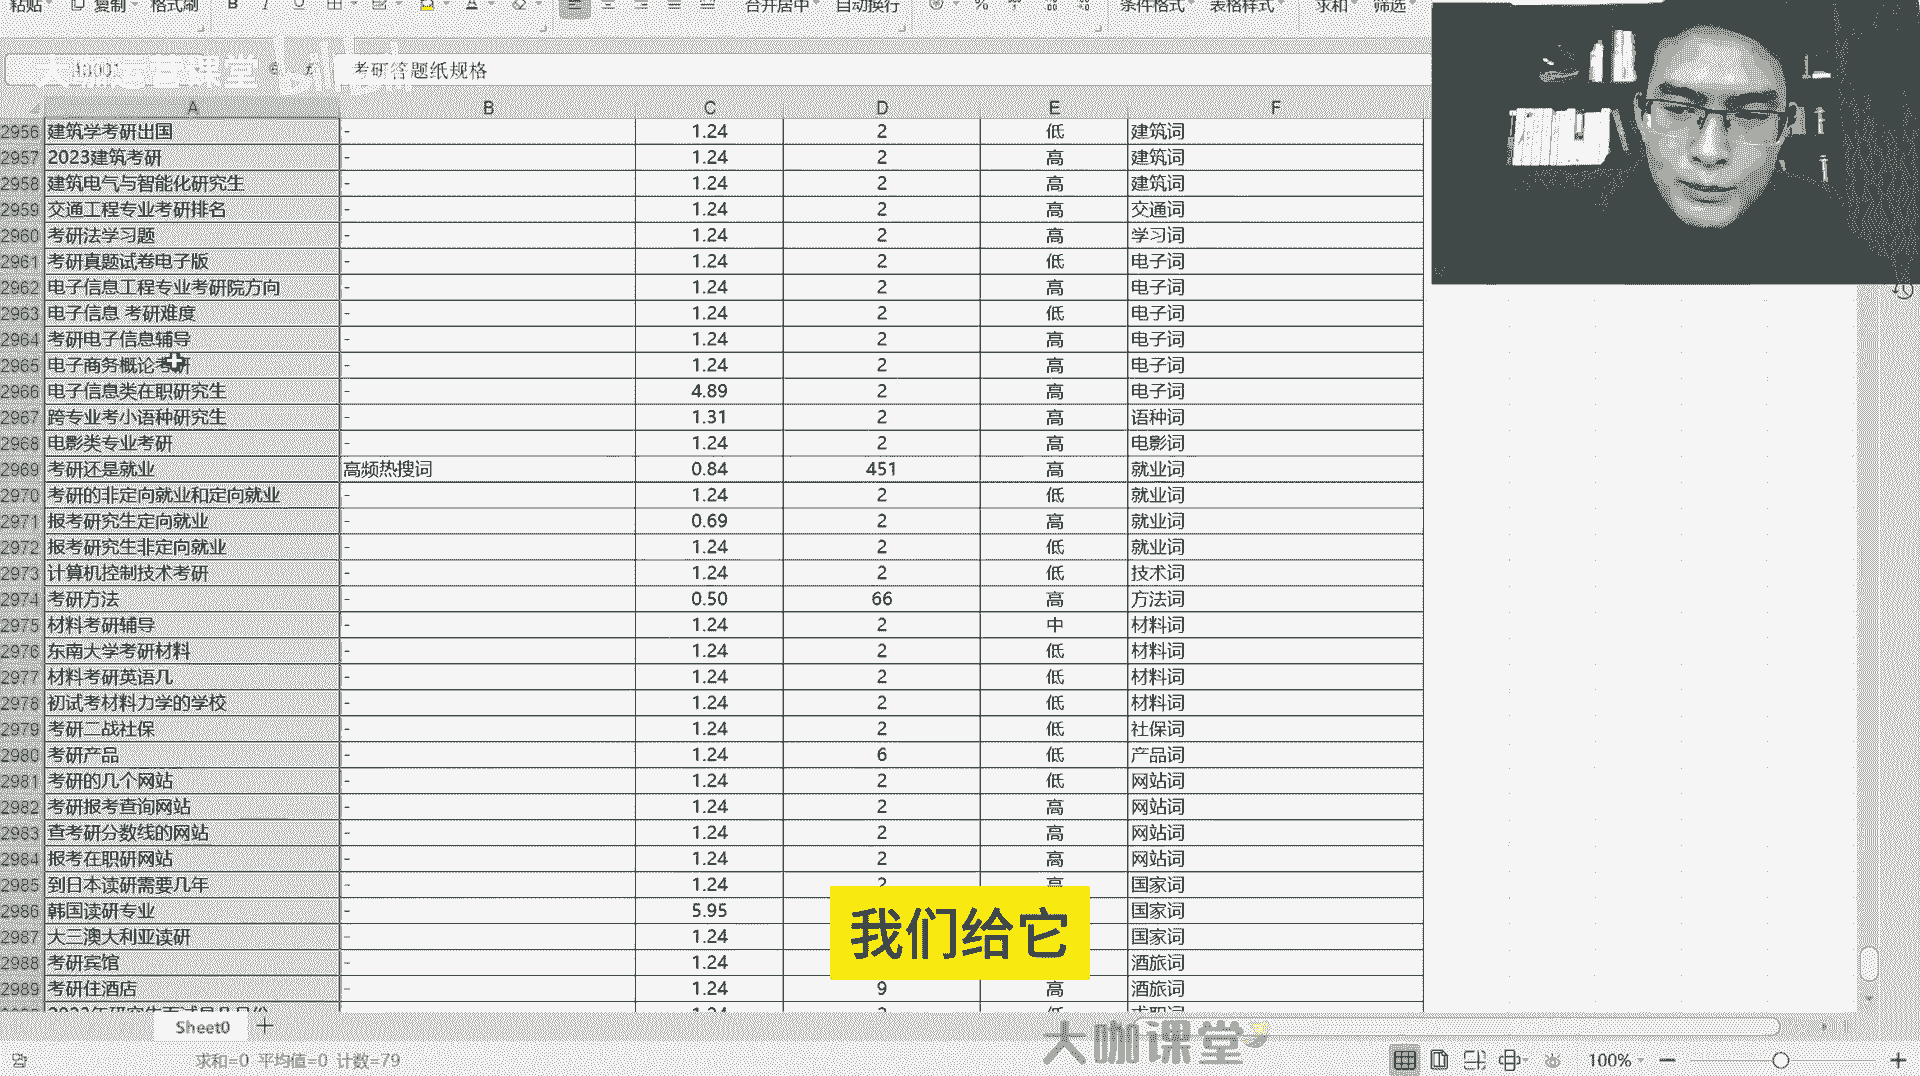 粘贴 复制 格式刷 B I U A 合并居中 自动换行 % 条件格式 表格样式 求和 筛选
大咖运营课堂 bilibili 考研答题纸规格
A B C D E F
2956 建筑学考研出国 - 1.24 2 低 建筑词
2957 2023建筑考研 - 1.24 2 高 建筑词
2958 建筑电气与智能化研究生 - 1.24 2 高 建筑词
2959 交通工程专业考研排名 - 1.24 2 高 交通词
2960 考研法学习题 - 1.24 2 高 学习词
2961 考研真题试卷电子版 - 1.24 2 低 电子词
2962 电子信息工程专业考研院方向 - 1.24 2 高 电子词
2963 电子信息 考研难度 - 1.24 2 低 电子词
2964 考研电子信息辅导 - 1.24 2 高 电子词
2965 电子商务概论考研 - 1.24 2 高 电子词
2966 电子信息类在职研究生 - 4.89 2 高 电子词
2967 跨专业考小语种研究生 - 1.31 2 高 语种词
2968 电影类专业考研 - 1.24 2 高 电影词
2969 考研还是就业 高频热搜词 0.84 451 高 就业词
2970 考研的非定向就业和定向就业 - 1.24 2 低 就业词
2971 报考研究生定向就业 - 0.69 2 高 就业词
2972 报考研究生非定向就业 - 1.24 2 低 就业词
2973 计算机控制技术考研 - 1.24 2 低 技术词
2974 考研方法 - 0.50 66 高 方法词
2975 材料考研辅导 - 1.24 2 中 材料词
2976 东南大学考研材料 - 1.24 2 低 材料词
2977 材料考研英语几 - 1.24 2 低 材料词
2978 初试考材料力学的学校 - 1.24 2 低 材料词
2979 考研二战社保 - 1.24 2 低 社保词
2980 考研产品 - 1.24 6 低 产品词
2981 考研的几个网站 - 1.24 2 低 网站词
2982 考研报考查询网站 - 1.24 2 高 网站词
2983 查考研分数线的网站 - 1.24 2 高 网站词
2984 报考在职研网站 - 1.24 2 高 网站词
2985 到日本读研需要几年 - 1.24 2 高 国家词
2986 韩国读研专业 - 5.95 国家词
2987 大三澳大利亚读研 - 1.24 国家词
2988 考研宾馆 - 1.24 酒旅词
2989 考研住酒店 - 1.24 9 高 酒旅词
我们给它
Sheet0 +
大咖课堂
求和=0 平均值=0 计数=79 100% — +